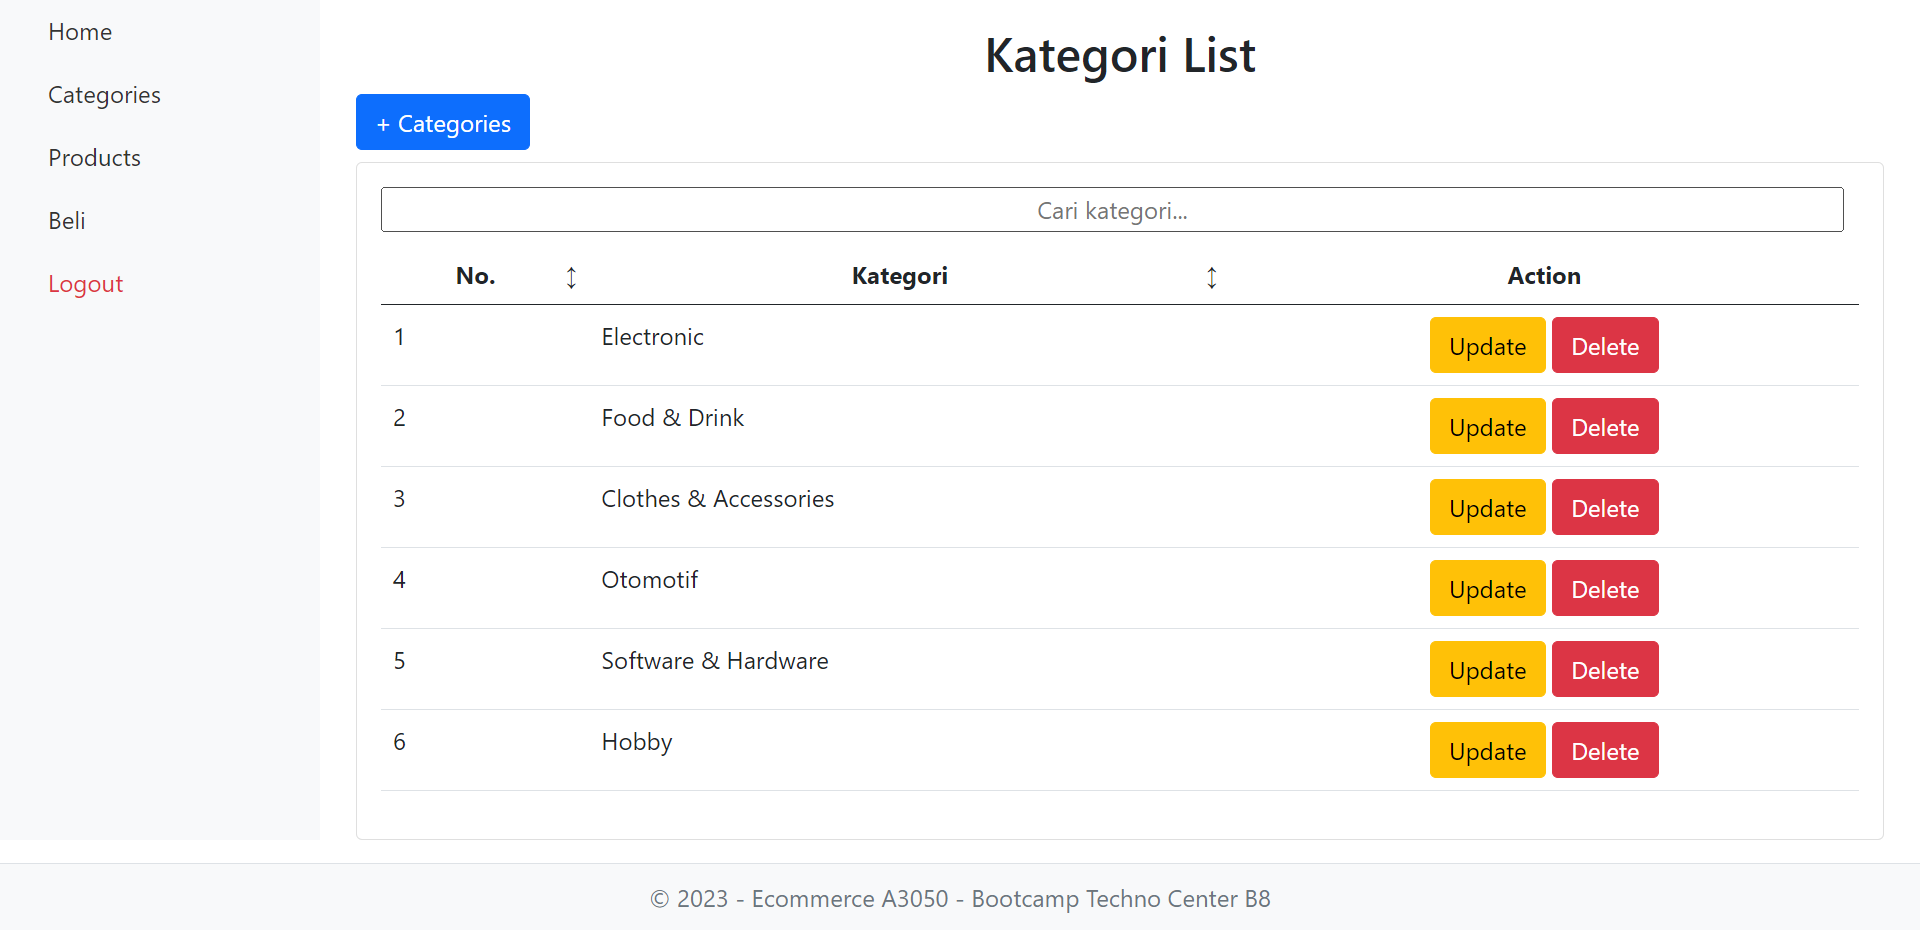 Home
Categories
Products
Beli
Logout
Kategori List
+ Categories
Cari kategori...
No. ↕ Kategori ↕ Action
1 Electronic Update Delete
2 Food & Drink Update Delete
3 Clothes & Accessories Update Delete
4 Otomotif Update Delete
5 Software & Hardware Update Delete
6 Hobby Update Delete
© 2023 - Ecommerce A3050 - Bootcamp Techno Center B8